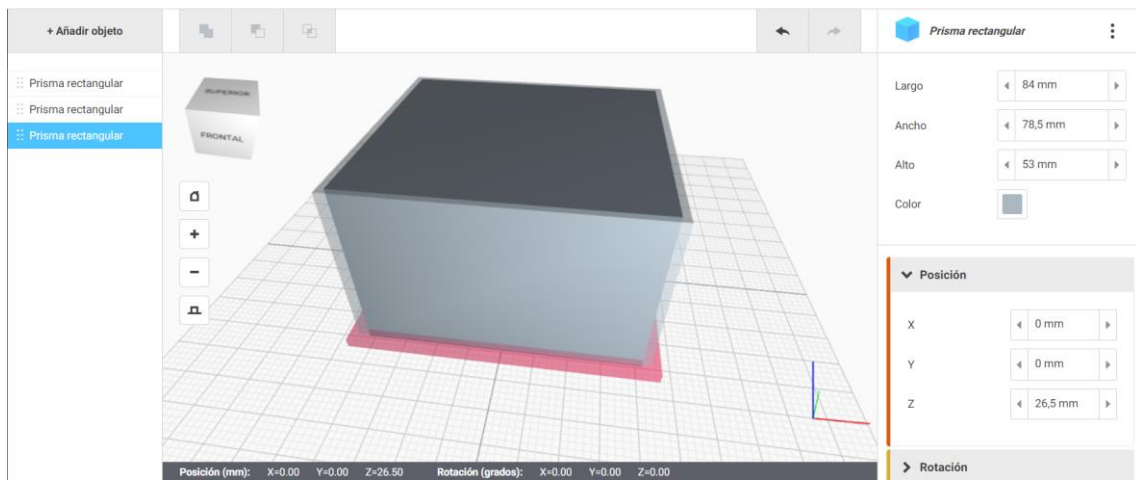 + Añadir objeto
Prisma rectangular
Prisma rectangular
Prisma rectangular
SUPERIOR
FRONTAL
Posición (mm): X=0.00 Y=0.00 Z=26.50 Rotación (grados): X=0.00 Y=0.00 Z=0.00
Prisma rectangular
Largo 84 mm
Ancho 78,5 mm
Alto 53 mm
Color
Posición
X 0 mm
Y 0 mm
Z 26,5 mm
Rotación